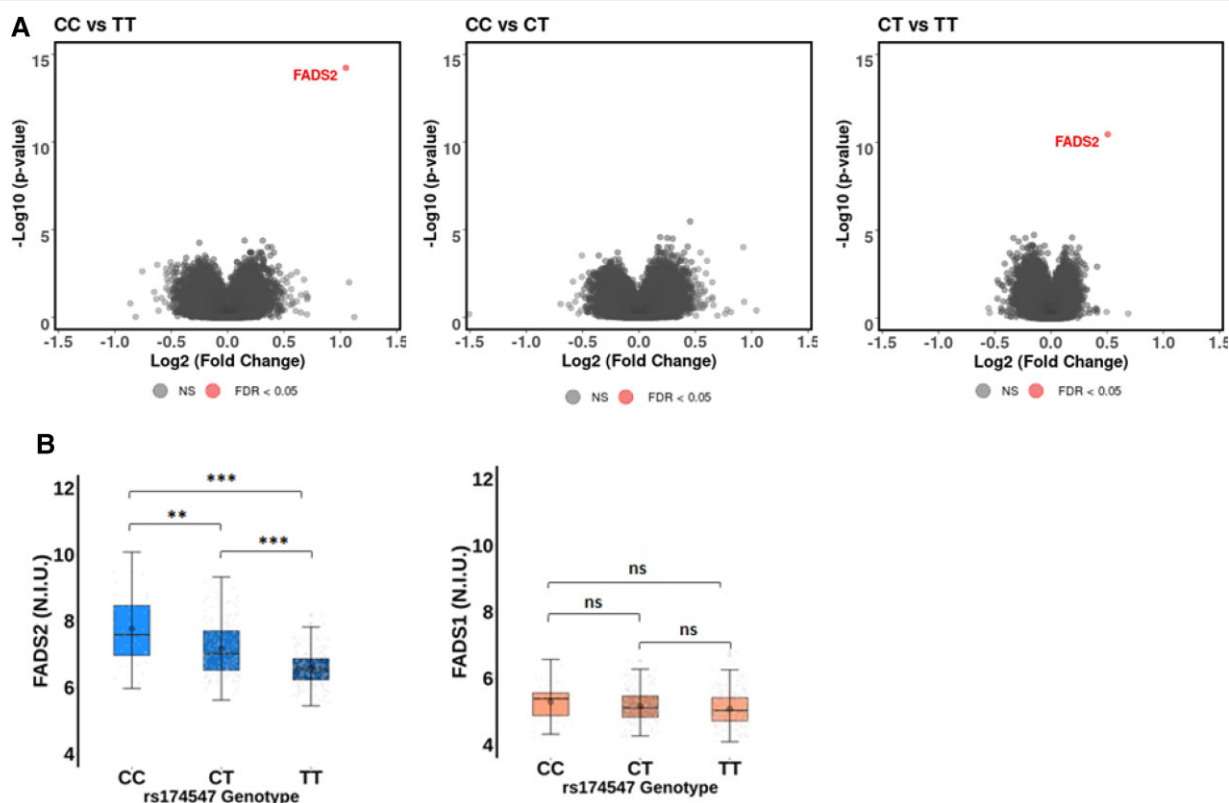 A
CC vs TT
15
10
5
0
-Log10 (p-value)
FADS2
-1.5 -1.0 -0.5 0.0 0.5 1.0 1.5
Log2 (Fold Change)
NS FDR < 0.05
CC vs CT
15
10
5
0
-Log10 (p-value)
-1.5 -1.0 -0.5 0.0 0.5 1.0 1.5
Log2 (Fold Change)
NS FDR < 0.05
CT vs TT
15
10
5
0
-Log10 (p-value)
FADS2
-1.5 -1.0 -0.5 0.0 0.5 1.0 1.5
Log2 (Fold Change)
NS FDR < 0.05
B
12
10
8
6
4
FADS2 (N.I.U.)
***
**
***
CC CT TT
rs174547 Genotype
12
10
8
6
4
FADS1 (N.I.U.)
ns
ns
ns
CC CT TT
rs174547 Genotype